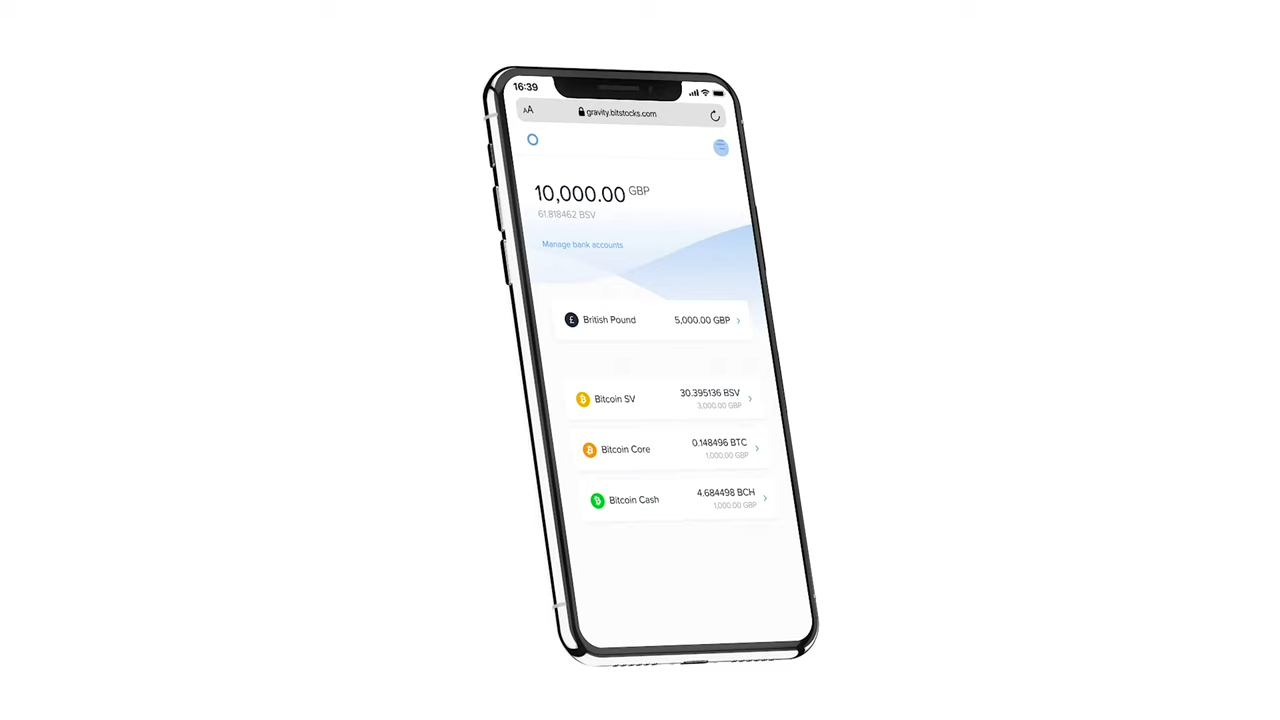 16:39
AA gravity.bitstocks.com
10,000.00 GBP
61.818462 BSV
Manage bank accounts
£ British Pound 5,000.00 GBP
Bitcoin SV 30.395136 BSV
3,000.00 GBP
Bitcoin Core 0.148496 BTC
1,000.00 GBP
Bitcoin Cash 4.684498 BCH
1,000.00 GBP